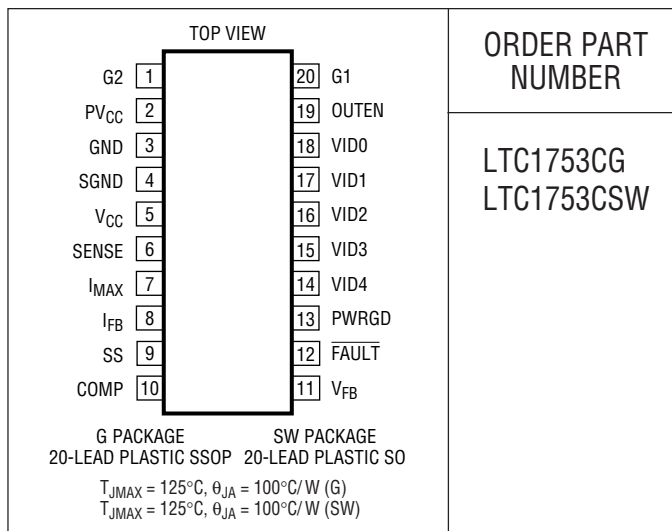 TOP VIEW
G2 1
PVCC 2
GND 3
SGND 4
VCC 5
SENSE 6
IMAX 7
IFB 8
SS 9
COMP 10
20 G1
19 OUTEN
18 VID0
17 VID1
16 VID2
15 VID3
14 VID4
13 PWRGD
12 FAULT
11 VFB
G PACKAGE
20-LEAD PLASTIC SSOP
SW PACKAGE
20-LEAD PLASTIC SO
TJMAX = 125°C, θJA = 100°C/W (G)
TJMAX = 125°C, θJA = 100°C/W (SW)
ORDER PART
NUMBER
LTC1753CG
LTC1753CSW